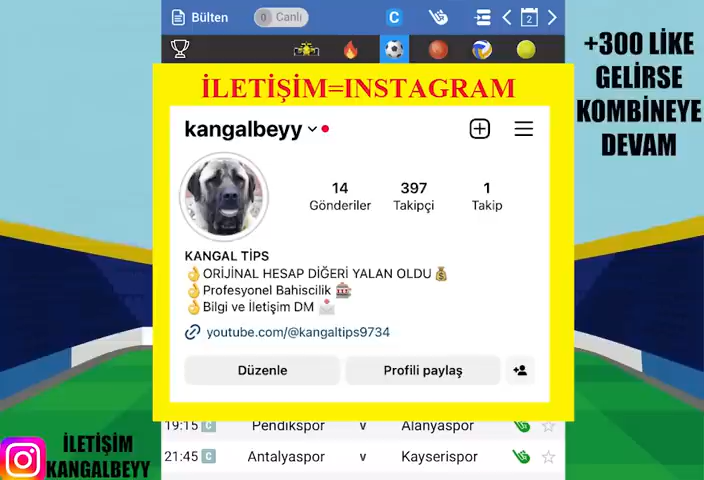 Bülten
0 Canlı
C
2
+300 LİKE
GELİRSE
KOMBİNEYE
DEVAM
İLETİŞİM=INSTAGRAM
kangalbeyy
14
397
1
Gönderiler
Takipçi
Takip
KANGAL TİPS
👌ORİJİNAL HESAP DİĞERİ YALAN OLDU 💰
👌Profesyonel Bahiscilik 🎰
👌Bilgi ve İletişim DM 📩
youtube.com/@kangaltips9734
Düzenle
Profili paylaş
19:15 C Pendikspor v Alanyaspor
21:45 C Antalyaspor v Kayserispor
İLETİŞİM
KANGALBEYY